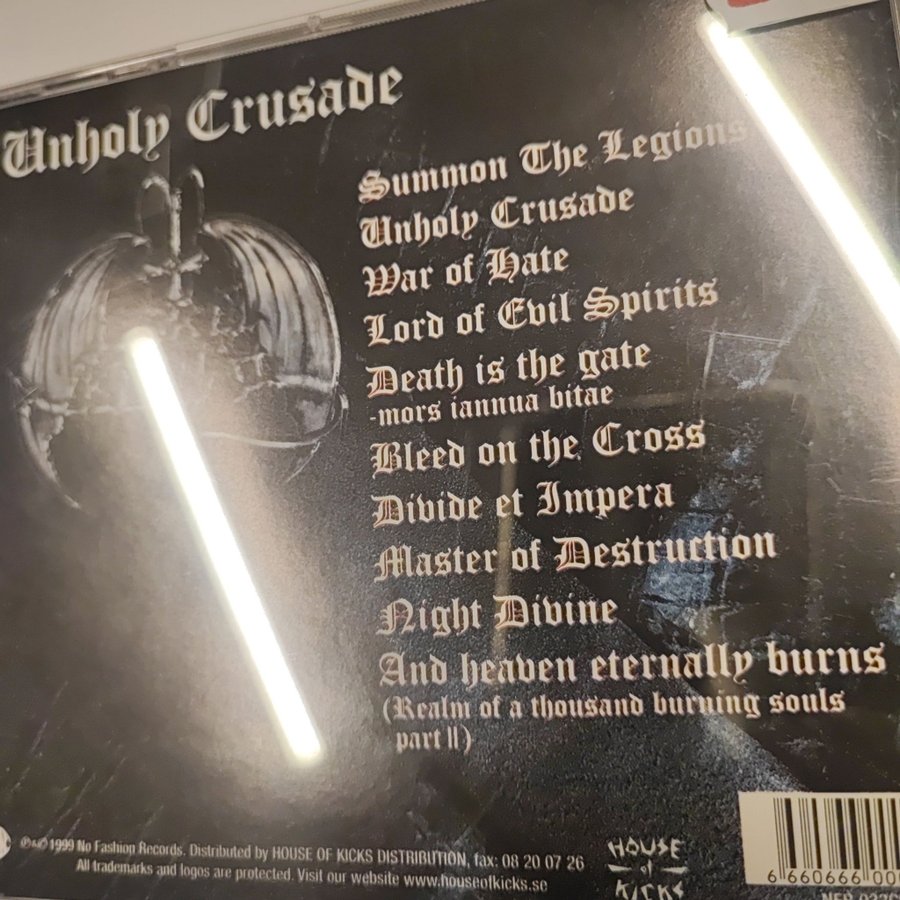 Unholy Crusade
Summon The Legions
Unholy Crusade
War of Hate
Lord of Evil Spirits
Death is the gate
-mors iannua bitae
Bleed on the Cross
Divide et Impera
Master of Destruction
Night Divine
And heaven eternally burns
(Realm of a thousand burning souls
part II)
℗&© 1999 No Fashion Records. Distributed by HOUSE OF KICKS DISTRIBUTION, fax: 08 20 07 26
All trademarks and logos are protected. Visit our website www.houseofkicks.se
HOUSE
of
KICKS
6 660666 00